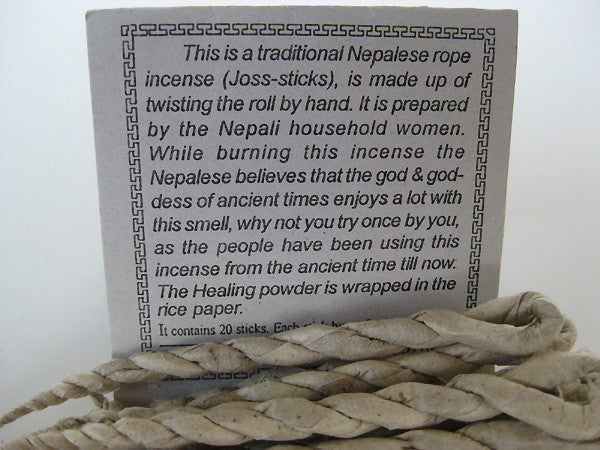 This is a traditional Nepalese rope
incense (Joss-sticks), is made up of
twisting the roll by hand. It is prepared
by the Nepali household women.
While burning this incense the
Nepalese believes that the god & god-
dess of ancient times enjoys a lot with
this smell, why not you try once by you,
as the people have been using this
incense from the ancient time till now.
The Healing powder is wrapped in the
rice paper.
It contains 20 sticks. Each